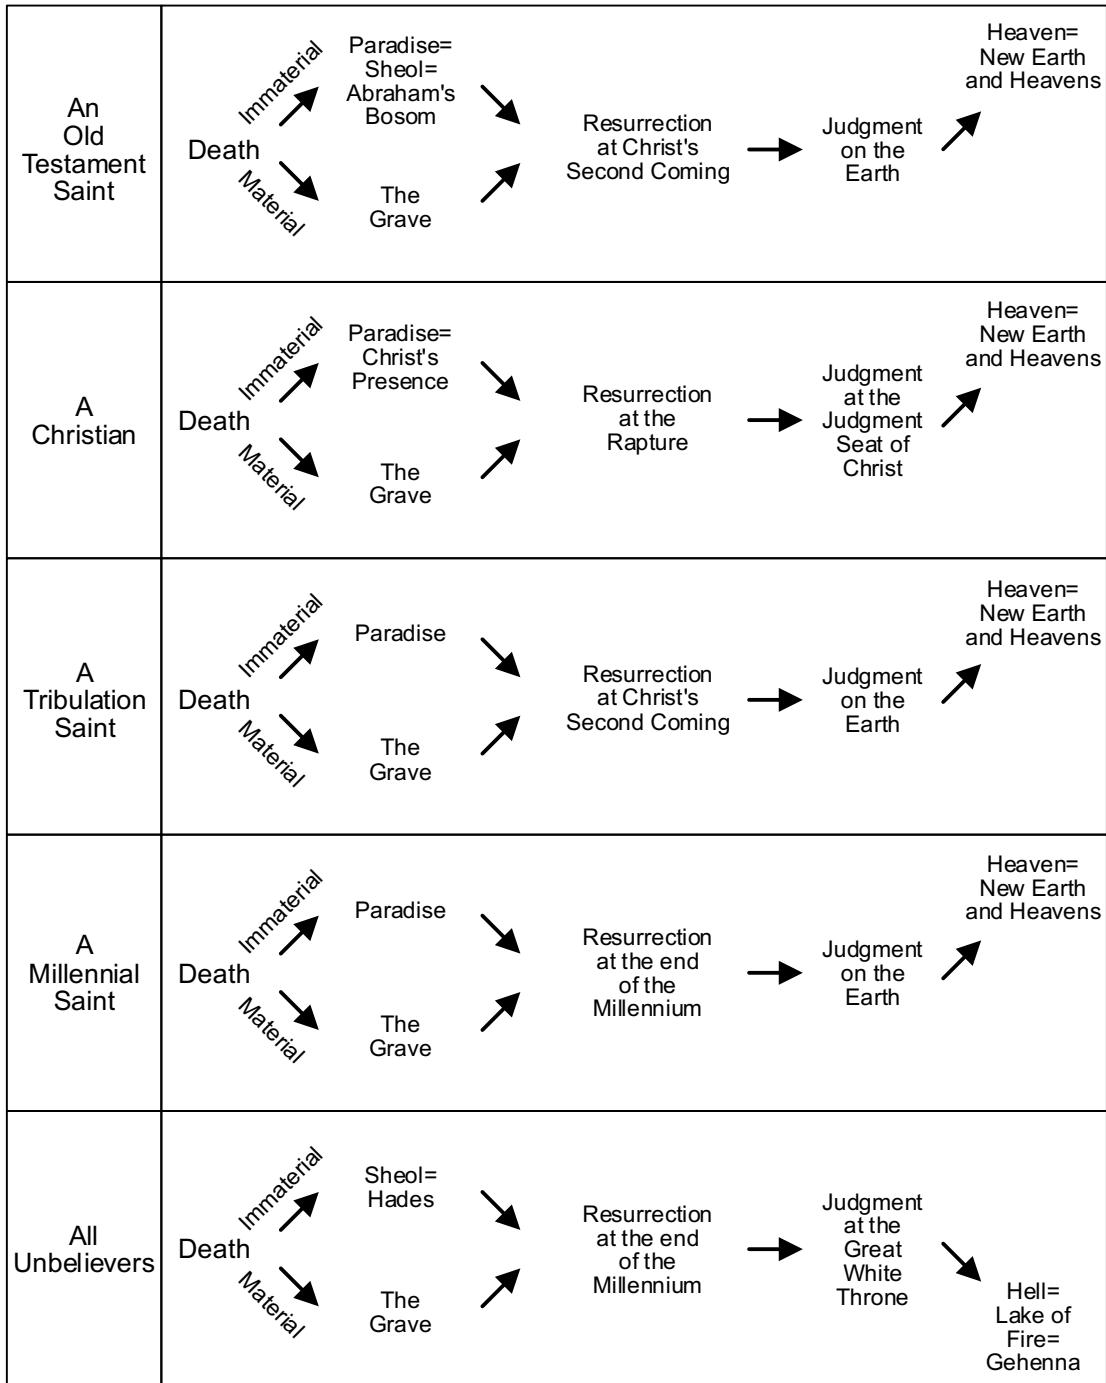 An
Old
Testament
Saint
Death
Immaterial
Material
Paradise=
Sheol=
Abraham's
Bosom
The
Grave
Resurrection
at Christ's
Second Coming
Judgment
on the
Earth
Heaven=
New Earth
and Heavens
A
Christian
Death
Immaterial
Material
Paradise=
Christ's
Presence
The
Grave
Resurrection
at the
Rapture
Judgment
at the
Judgment
Seat of
Christ
Heaven=
New Earth
and Heavens
A
Tribulation
Saint
Death
Immaterial
Material
Paradise
The
Grave
Resurrection
at Christ's
Second Coming
Judgment
on the
Earth
Heaven=
New Earth
and Heavens
A
Millennial
Saint
Death
Immaterial
Material
Paradise
The
Grave
Resurrection
at the end
of the
Millennium
Judgment
on the
Earth
Heaven=
New Earth
and Heavens
All
Unbelievers
Death
Immaterial
Material
Sheol=
Hades
The
Grave
Resurrection
at the end
of the
Millennium
Judgment
at the
Great
White
Throne
Hell=
Lake of
Fire=
Gehenna